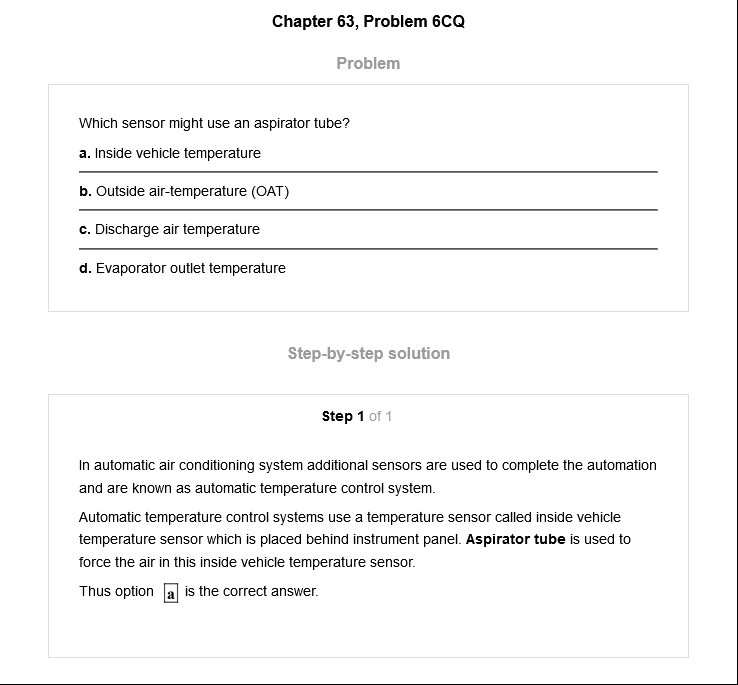 Chapter 63, Problem 6CQ
Problem
Which sensor might use an aspirator tube?
a. Inside vehicle temperature
b. Outside air-temperature (OAT)
c. Discharge air temperature
d. Evaporator outlet temperature
Step-by-step solution
Step 1 of 1
In automatic air conditioning system additional sensors are used to complete the automation
and are known as automatic temperature control system.
Automatic temperature control systems use a temperature sensor called inside vehicle
temperature sensor which is placed behind instrument panel. Aspirator tube is used to
force the air in this inside vehicle temperature sensor.
Thus option a is the correct answer.